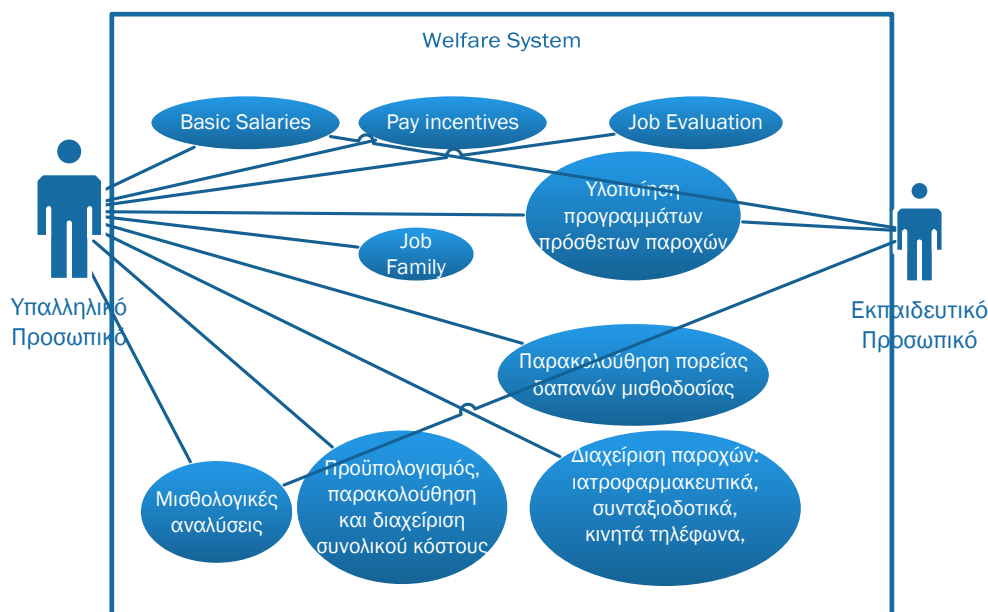 Welfare System
Basic Salaries
Pay incentives
Job Evaluation
Υλοποίηση
προγραμμάτων
πρόσθετων παροχών
Job
Family
Υπαλληλικό
Προσωπικό
Εκπαιδευτικό
Προσωπικό
Παρακολούθηση πορείας
δαπανών μισθοδοσίας
Μισθολογικές
αναλύσεις
Προϋπολογισμός,
παρακολούθηση
και διαχείριση
συνολικού κόστους
Διαχείριση παροχών:
ιατροφαρμακευτικά,
συνταξιοδοτικά,
κινητά τηλέφωνα,